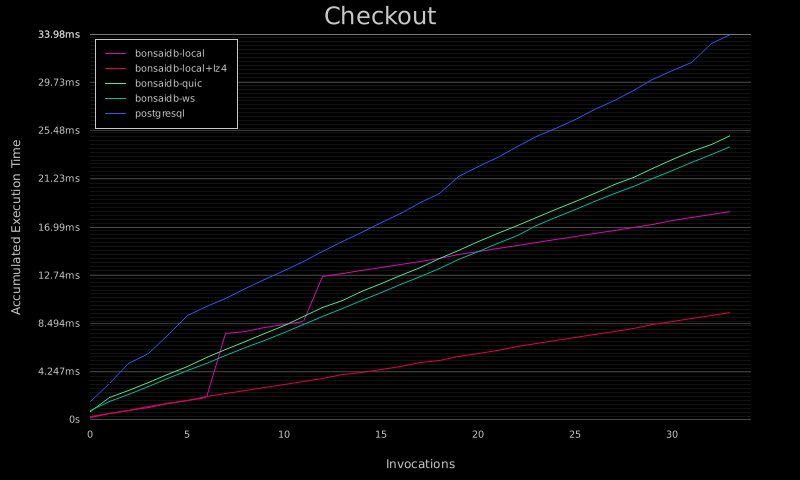 Checkout
33.98ms
29.73ms
25.48ms
21.23ms
16.99ms
12.74ms
8.494ms
4.247ms
0s
Accumulated Execution Time
bonsaidb-local
bonsaidb-local+lz4
bonsaidb-quic
bonsaidb-ws
postgresql
0 5 10 15 20 25 30
Invocations